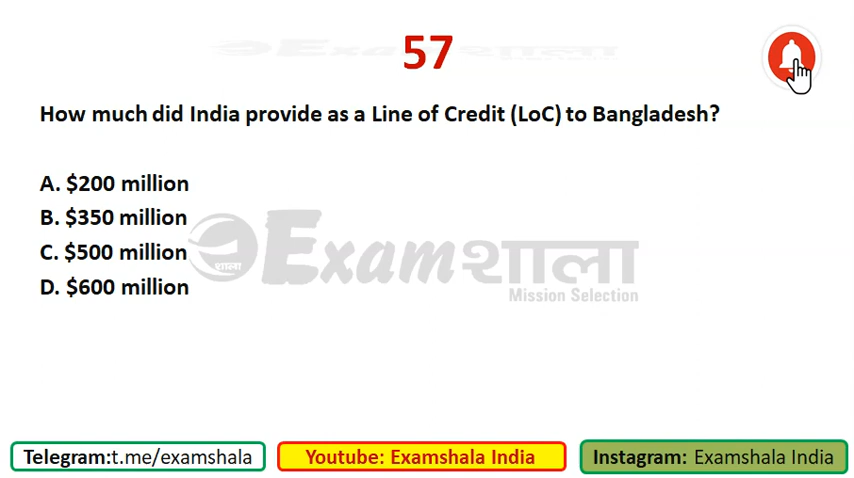 57
How much did India provide as a Line of Credit (LoC) to Bangladesh?
A. $200 million
B. $350 million
C. $500 million
D. $600 million
शाला
Examशाला
Mission Selection
Telegram:t.me/examshala
Youtube: Examshala India
Instagram: Examshala India